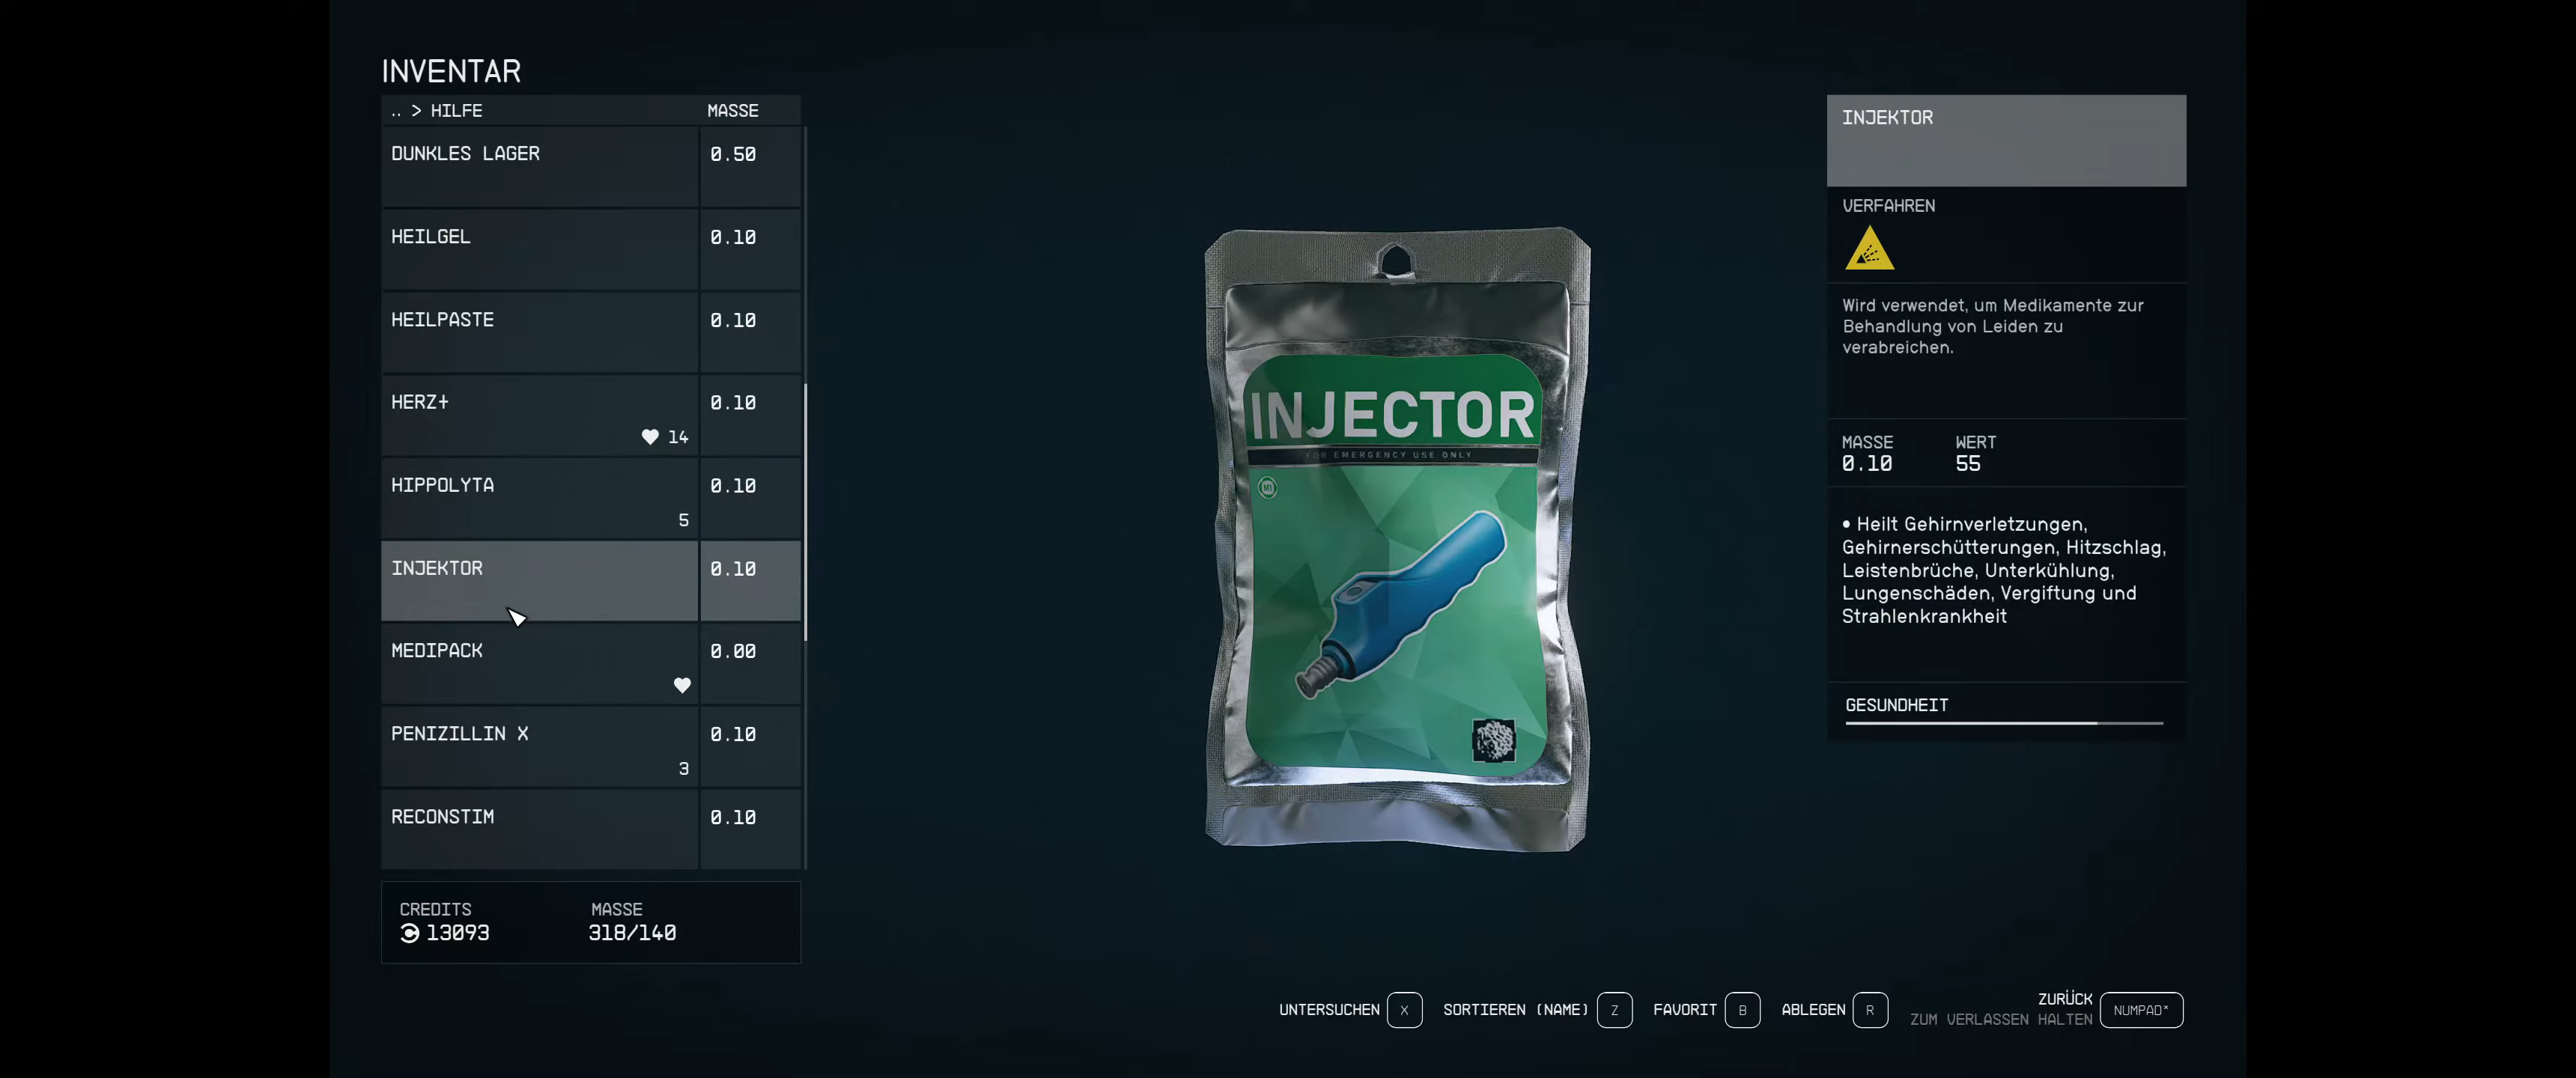 INVENTAR
.. > HILFE MASSE
DUNKLES LAGER 0.50
HEILGEL 0.10
HEILPASTE 0.10
HERZ+ 0.10
14
HIPPOLYTA 0.10
5
INJEKTOR 0.10
MEDIPACK 0.00
PENIZILLIN X 0.10
3
RECONSTIM 0.10
CREDITS MASSE
13093 318/140
INJECTOR
FOR EMERGENCY USE ONLY
INJEKTOR
VERFAHREN
Wird verwendet, um Medikamente zur
Behandlung von Leiden zu
verabreichen.
MASSE WERT
0.10 55
• Heilt Gehirnverletzungen,
Gehirnerschütterungen, Hitzschlag,
Leistenbrüche, Unterkühlung,
Lungenschäden, Vergiftung und
Strahlenkrankheit
GESUNDHEIT
UNTERSUCHEN X SORTIEREN (NAME) Z FAVORIT B ABLEGEN R ZURÜCK NUMPAD*
ZUM VERLASSEN HALTEN